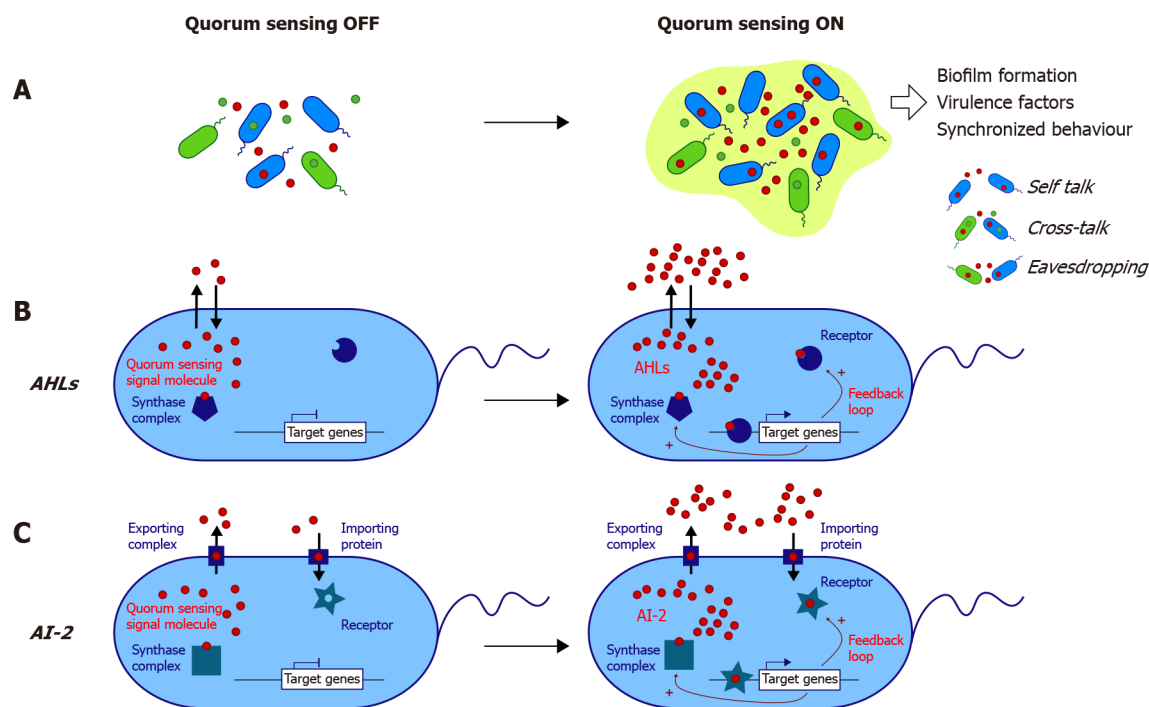 Quorum sensing OFF
Quorum sensing ON
A
Biofilm formation
Virulence factors
Synchronized behaviour
Self talk
Cross-talk
Eavesdropping
B
AHLs
Quorum sensing
signal molecule
Synthase
complex
Target genes
AHLs
Receptor
Synthase
complex
Feedback
loop
Target genes
+
+
C
AI-2
Exporting
complex
Importing
protein
Quorum sensing
signal molecule
Receptor
Synthase
complex
Target genes
Exporting
complex
Importing
protein
AI-2
Receptor
Synthase
complex
Feedback
loop
Target genes
+
+